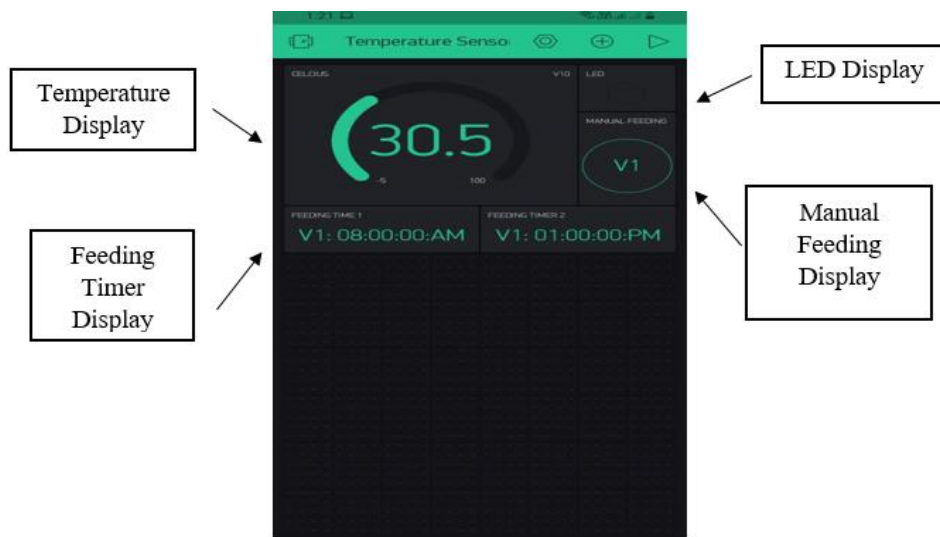 1:21
Temperature Senso
CELCIUS
V10
LED
30.5
-5
100
MANUAL FEEDING
V1
FEEDING TIME 1
FEEDING TIMER 2
V1: 08:00:00:AM
V1: 01:00:00:PM
Temperature
Display
Feeding
Timer
Display
LED Display
Manual
Feeding
Display